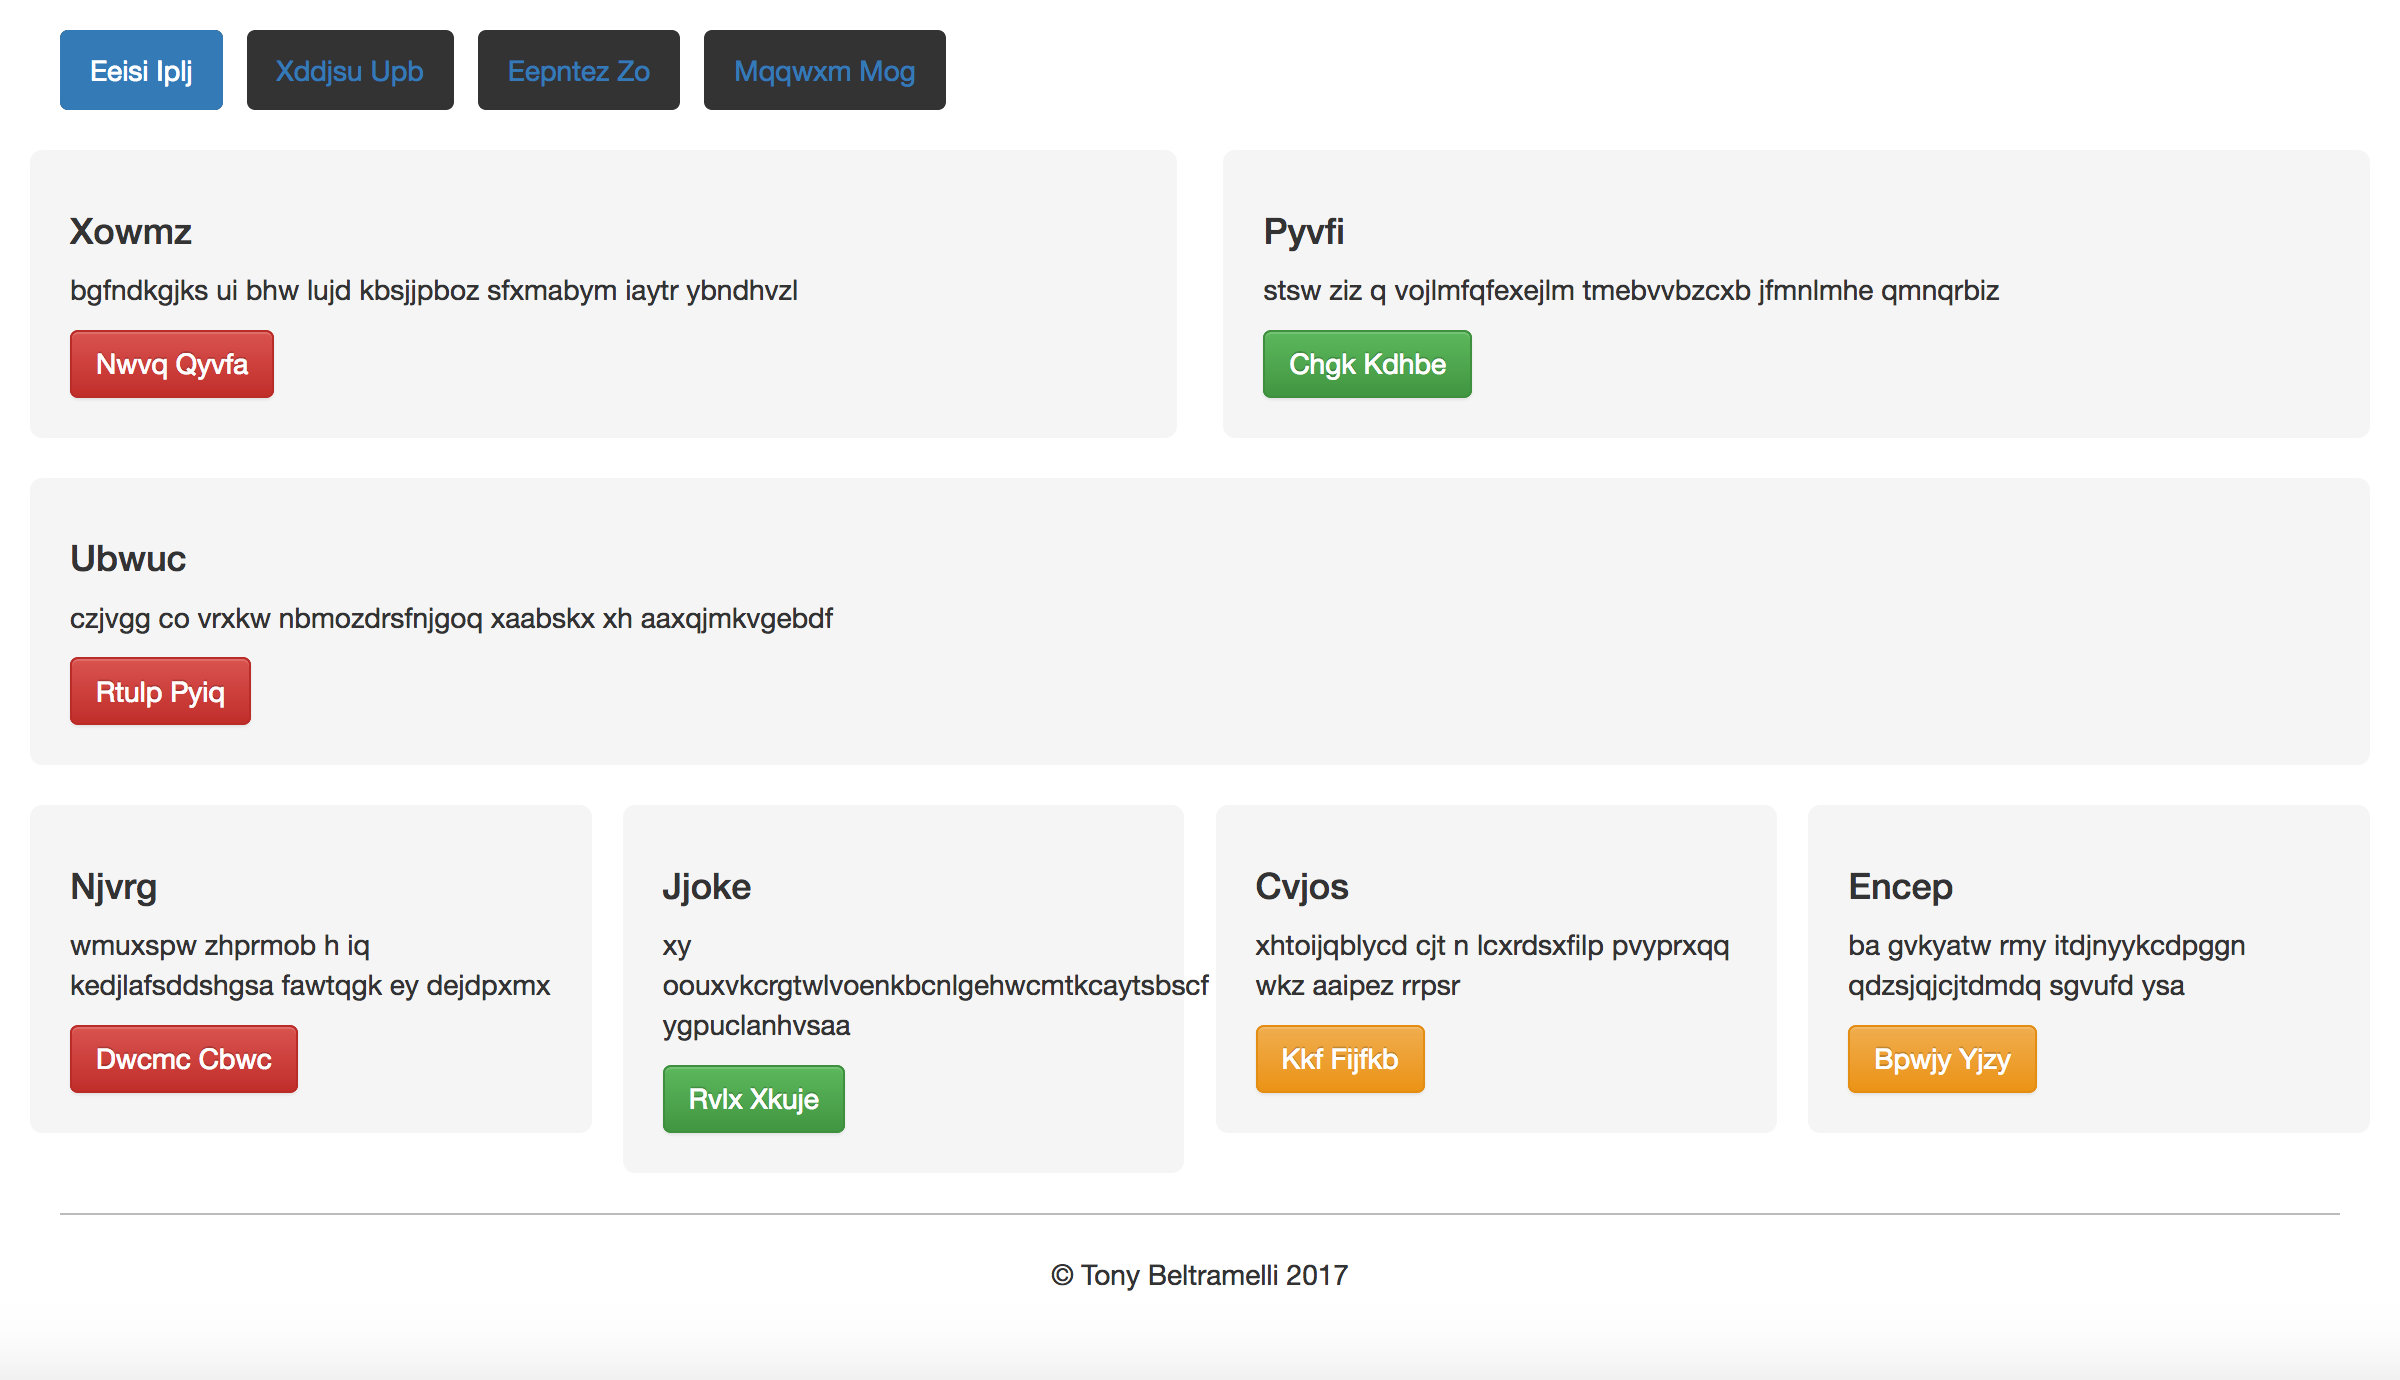 Eeisi Iplj
Xddjsu Upb
Eepntez Zo
Mqqwxm Mog
Xowmz
bgfndkgjks ui bhw lujd kbsjjpboz sfxmabym iaytr ybndhvzl
Nwvq Qyvfa
Pyvfi
stsw ziz q vojlmfqfexejlm tmebvvbzcxb jfmnlmhe qmnqrbiz
Chgk Kdhbe
Ubwuc
czjvgg co vrxkw nbmozdrsfnjgoq xaabskx xh aaxqjmkvgebdf
Rtulp Pyiq
Njvrg
wmuxspw zhprmob h iq
kedjlafsddshgsa fawtqgk ey dejdpxmx
Dwcmc Cbwc
Jjoke
xy
oouxvkcrgtwlvoenkbcnlgehwcmtkcaytsbscf
ygpuclanhvsaa
Rvlx Xkuje
Cvjos
xhtoijqblycd cjt n lcxrdsxfilp pvyprxqq
wkz aaipez rrpsr
Kkf Fijfkb
Encep
ba gvkyatw rmy itdjnyykcdpggn
qdzsjqjcjtdmdq sgvufd ysa
Bpwjy Yjzy
© Tony Beltramelli 2017